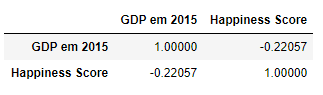 GDP em 2015 Happiness Score
GDP em 2015 1.00000 -0.22057
Happiness Score -0.22057 1.00000